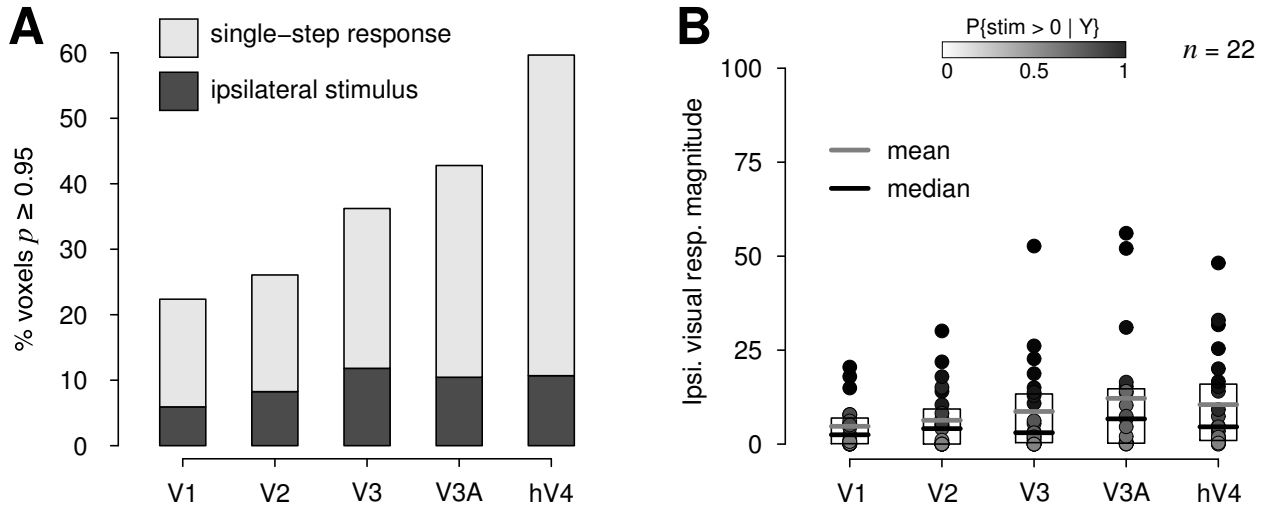 A
single−step response
ipsilateral stimulus
% voxels p ≥ 0.95
60
50
40
30
20
10
0
V1 V2 V3 V3A hV4
B
P{stim > 0 | Y}
0 0.5 1
n = 22
Ipsi. visual resp. magnitude
100
75
50
25
0
mean
median
V1 V2 V3 V3A hV4